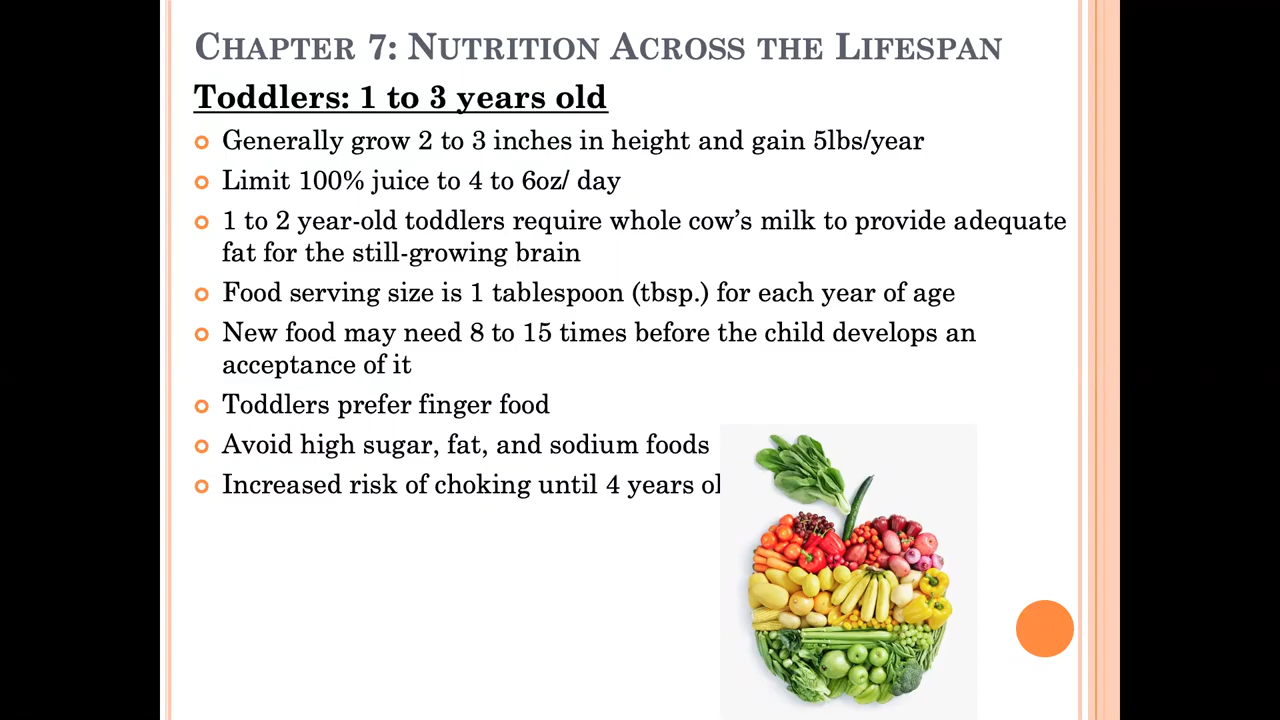 CHAPTER 7: NUTRITION ACROSS THE LIFESPAN
Toddlers: 1 to 3 years old
Generally grow 2 to 3 inches in height and gain 5lbs/year
Limit 100% juice to 4 to 6oz/ day
1 to 2 year-old toddlers require whole cow’s milk to provide adequate
fat for the still-growing brain
Food serving size is 1 tablespoon (tbsp.) for each year of age
New food may need 8 to 15 times before the child develops an
acceptance of it
Toddlers prefer finger food
Avoid high sugar, fat, and sodium foods
Increased risk of choking until 4 years